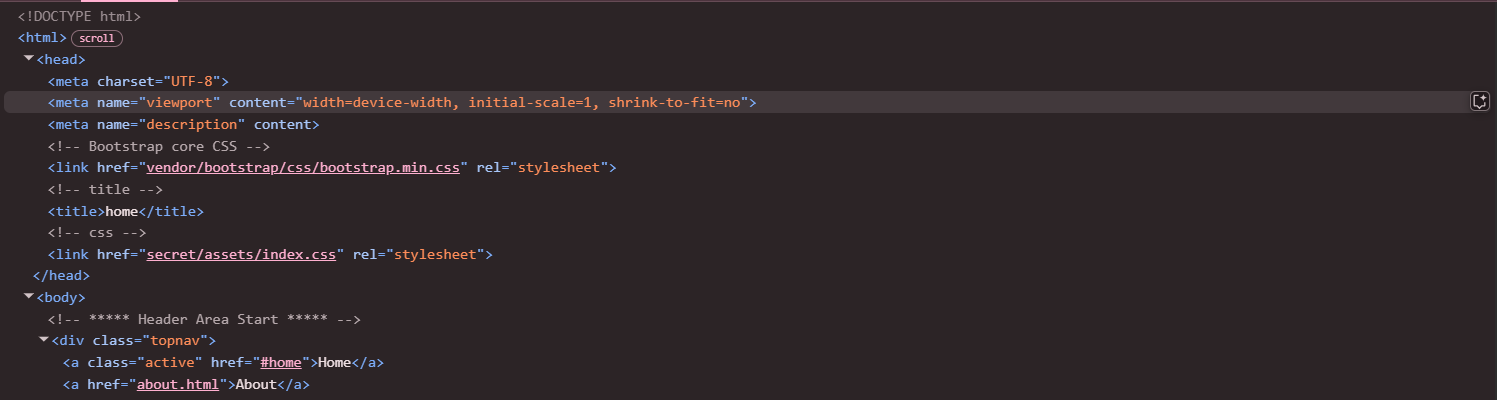 <!DOCTYPE html>
<html> scroll
<head>
<meta charset="UTF-8">
<meta name="viewport" content="width=device-width, initial-scale=1, shrink-to-fit=no">
<meta name="description" content>
<!-- Bootstrap core CSS -->
<link href="vendor/bootstrap/css/bootstrap.min.css" rel="stylesheet">
<!-- title -->
<title>home</title>
<!-- css -->
<link href="secret/assets/index.css" rel="stylesheet">
</head>
<body>
<!-- ***** Header Area Start ***** -->
<div class="topnav">
<a class="active" href="#home">Home</a>
<a href="about.html">About</a>